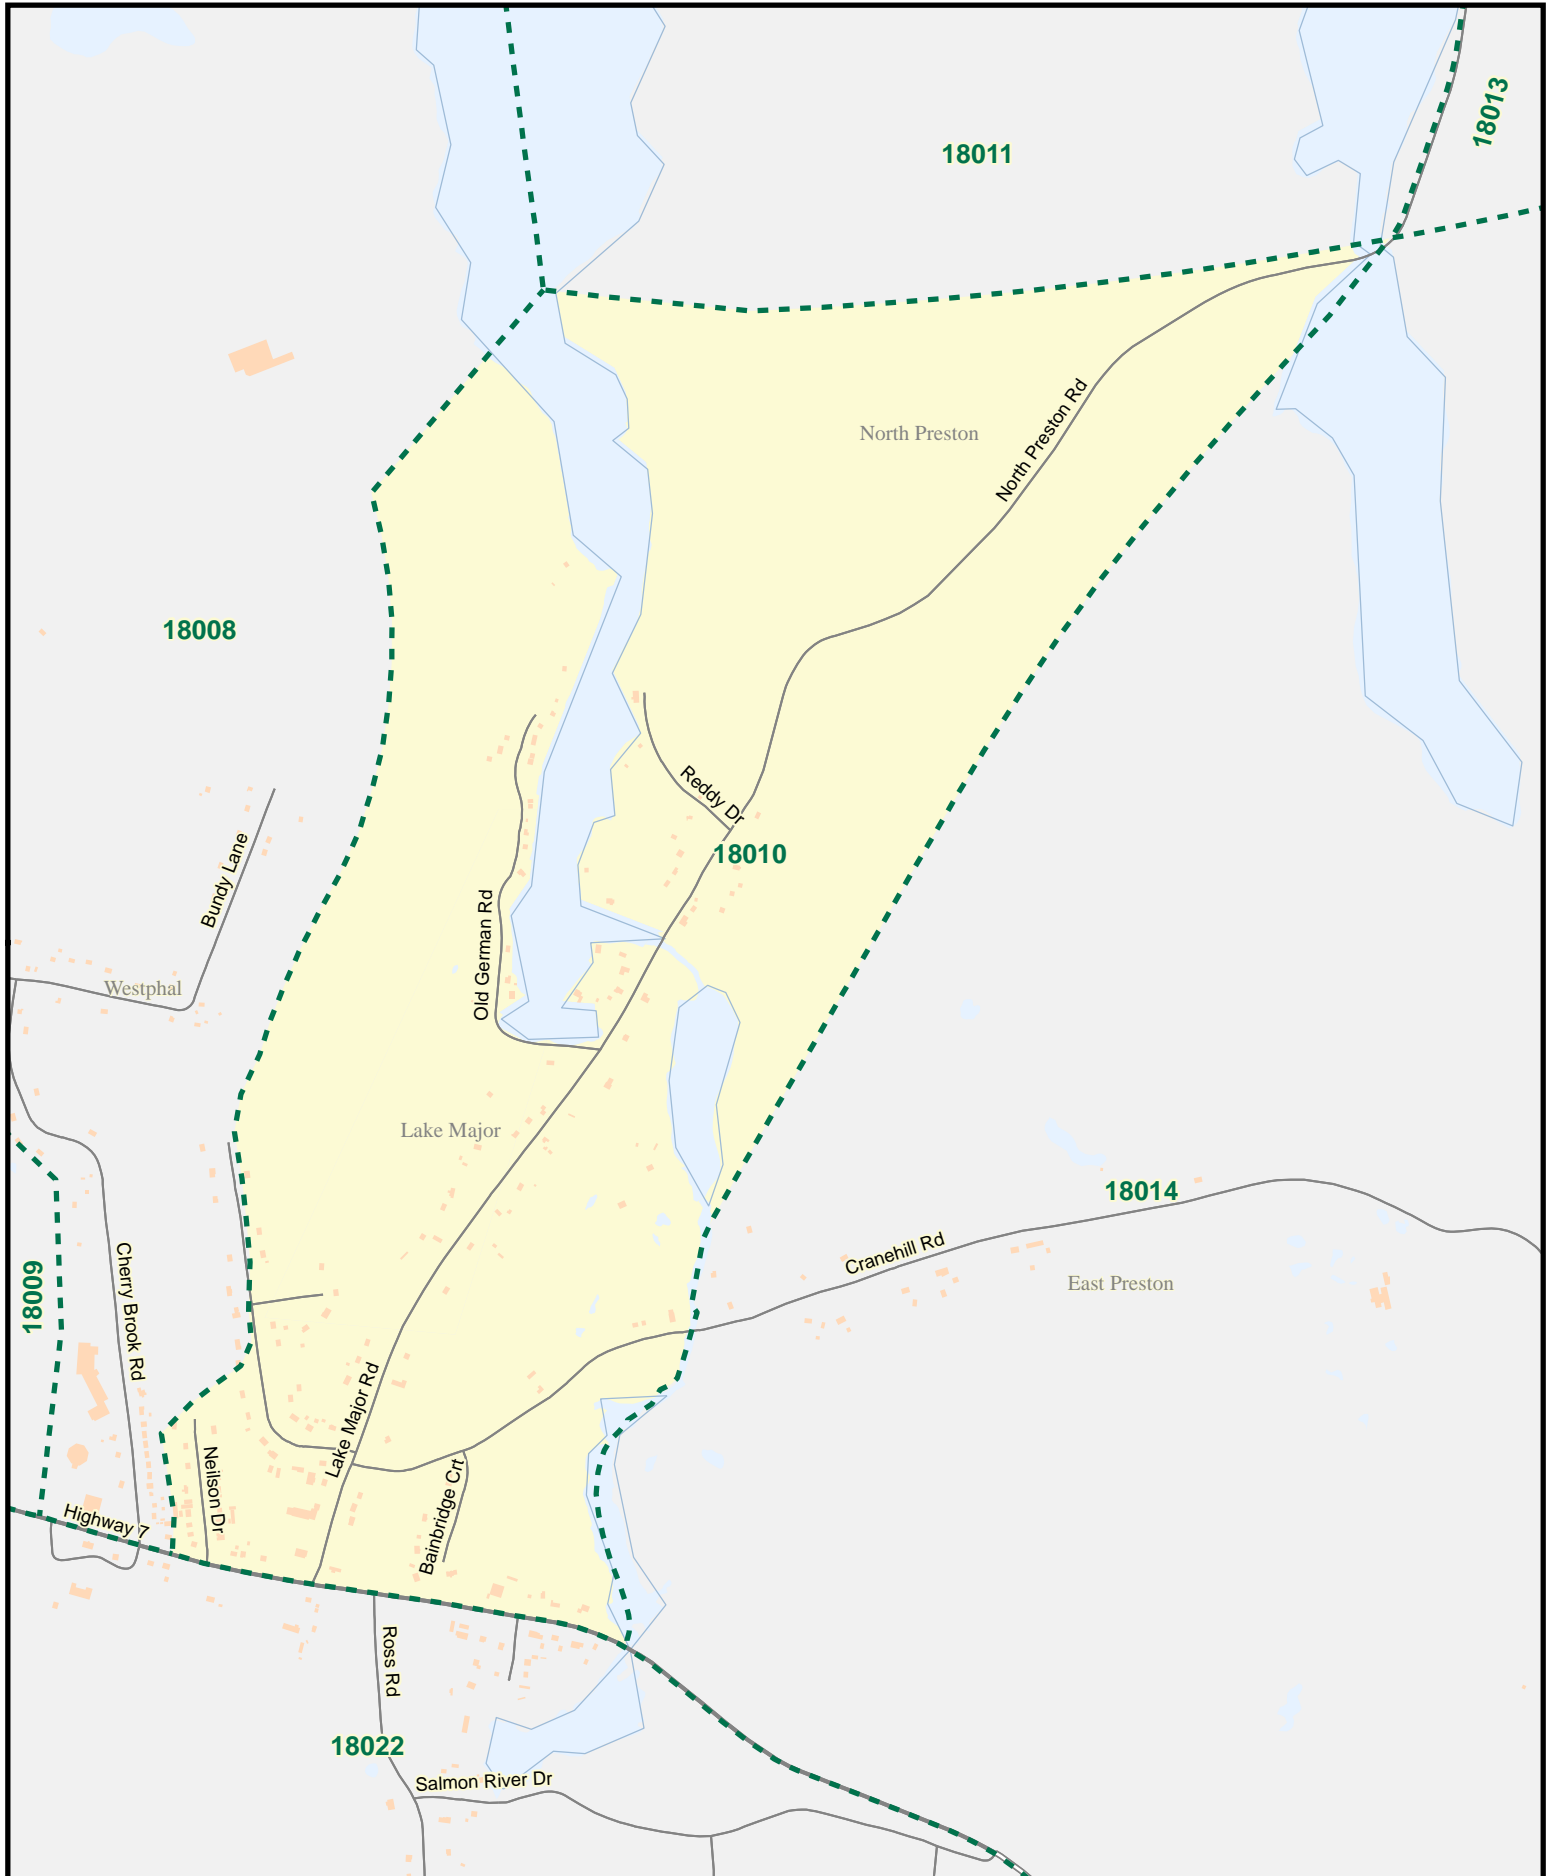 18013
18011
North Preston Rd
North Preston
18008
Reddy Dr
18010
Bundy Lane
Old German Rd
Westphal
Lake Major
18014
Cranehill Rd
East Preston
18009
Cherry Brook Rd
Lake Major Rd
Neilson Dr
Bainbridge Crt
Highway 7
Ross Rd
18022
Salmon River Dr